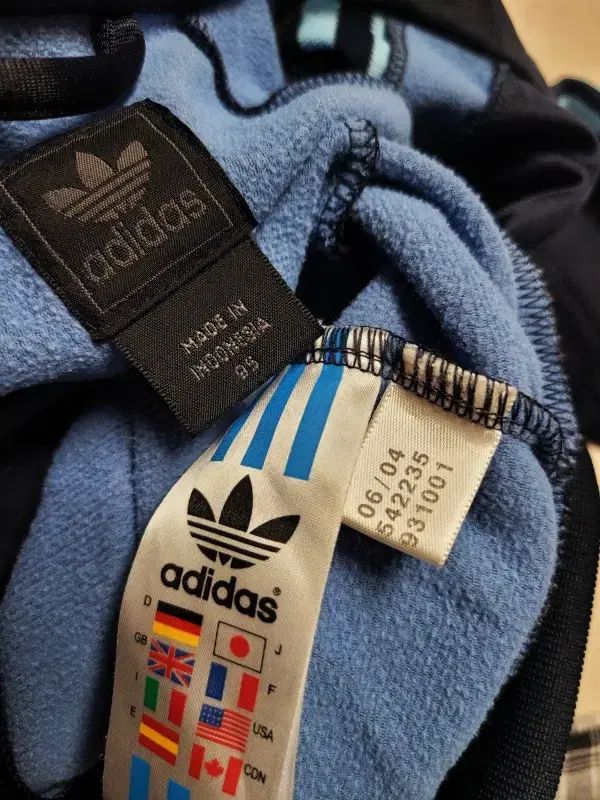 adidas
MADE IN
INDONESIA
95
06/04
542235
931001
adidas®
D
J
GB
F
I
USA
E
CDN